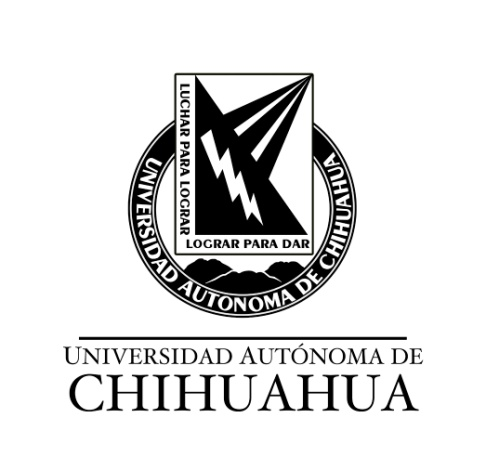 LUCHAR PARA LOGRAR
LOGRAR PARA DAR
UNIVERSIDAD AUTONOMA DE CHIHUAHUA
UNIVERSIDAD AUTÓNOMA DE
CHIHUAHUA